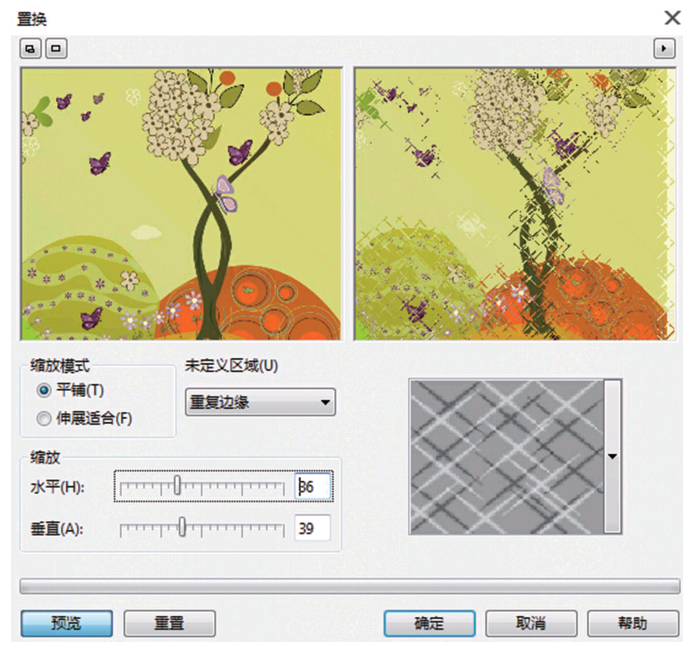 置换
缩放模式
平铺(T)
伸展适合(F)
未定义区域(U)
重复边缘
缩放
水平(H):
36
垂直(A):
39
预览
重置
确定
取消
帮助